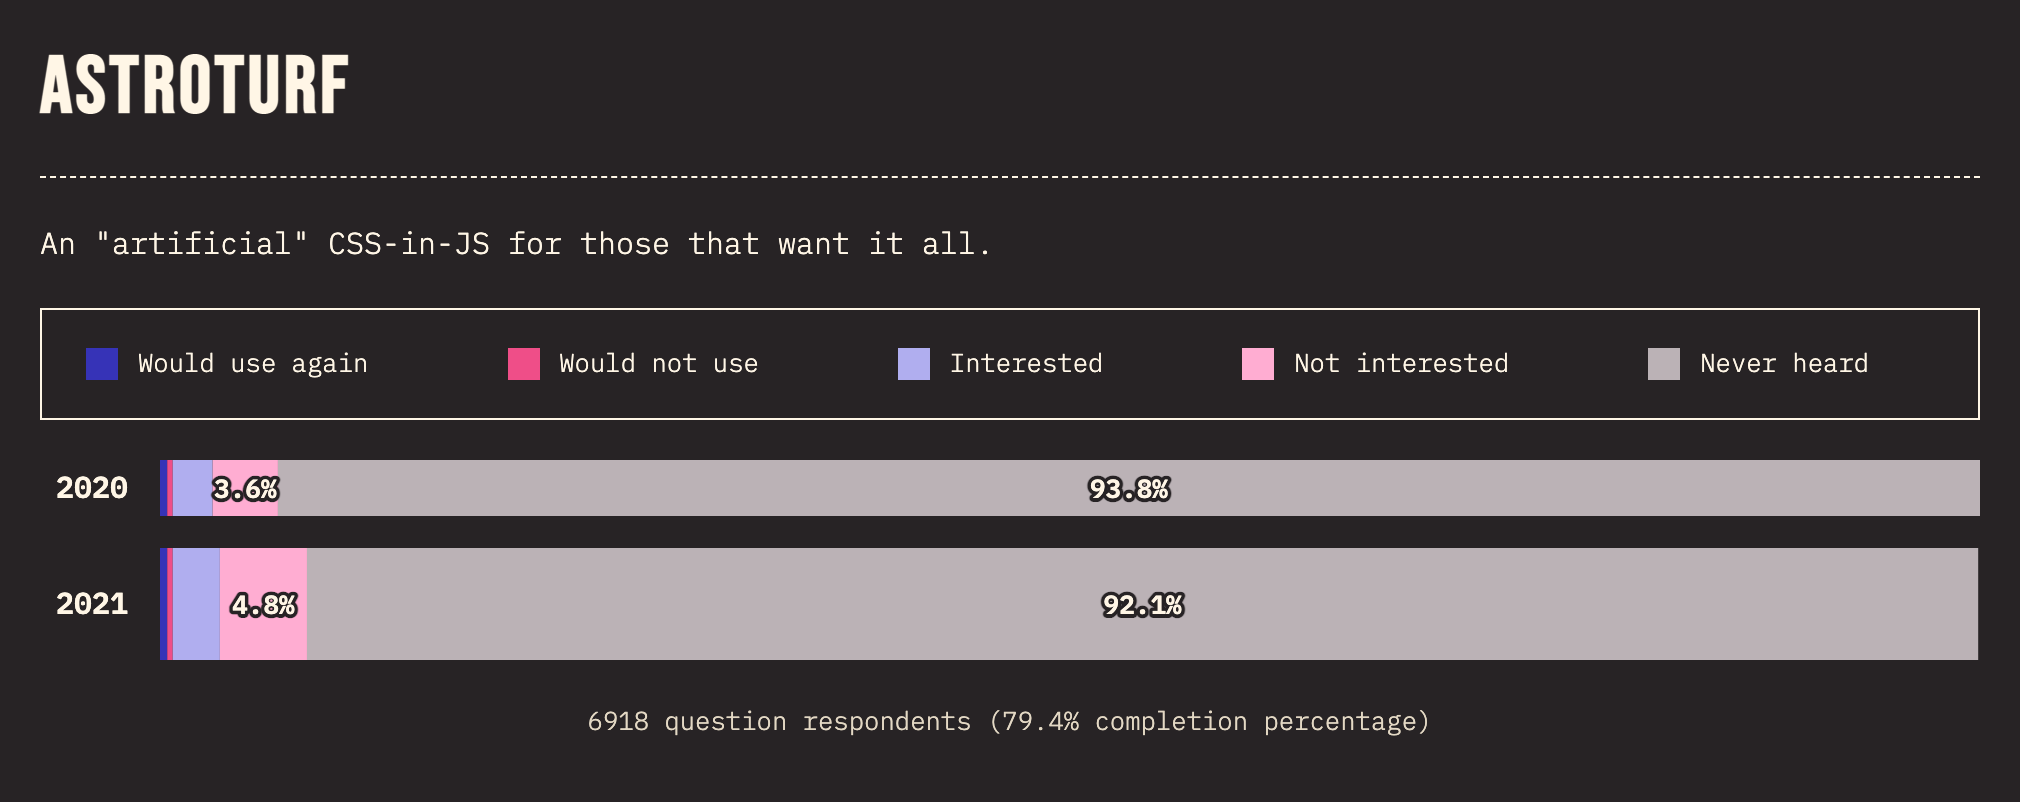 ASTROTURF
An "artificial" CSS-in-JS for those that want it all.
Would use again Would not use Interested Not interested Never heard
2020 3.6% 93.8%
2021 4.8% 92.1%
6918 question respondents (79.4% completion percentage)